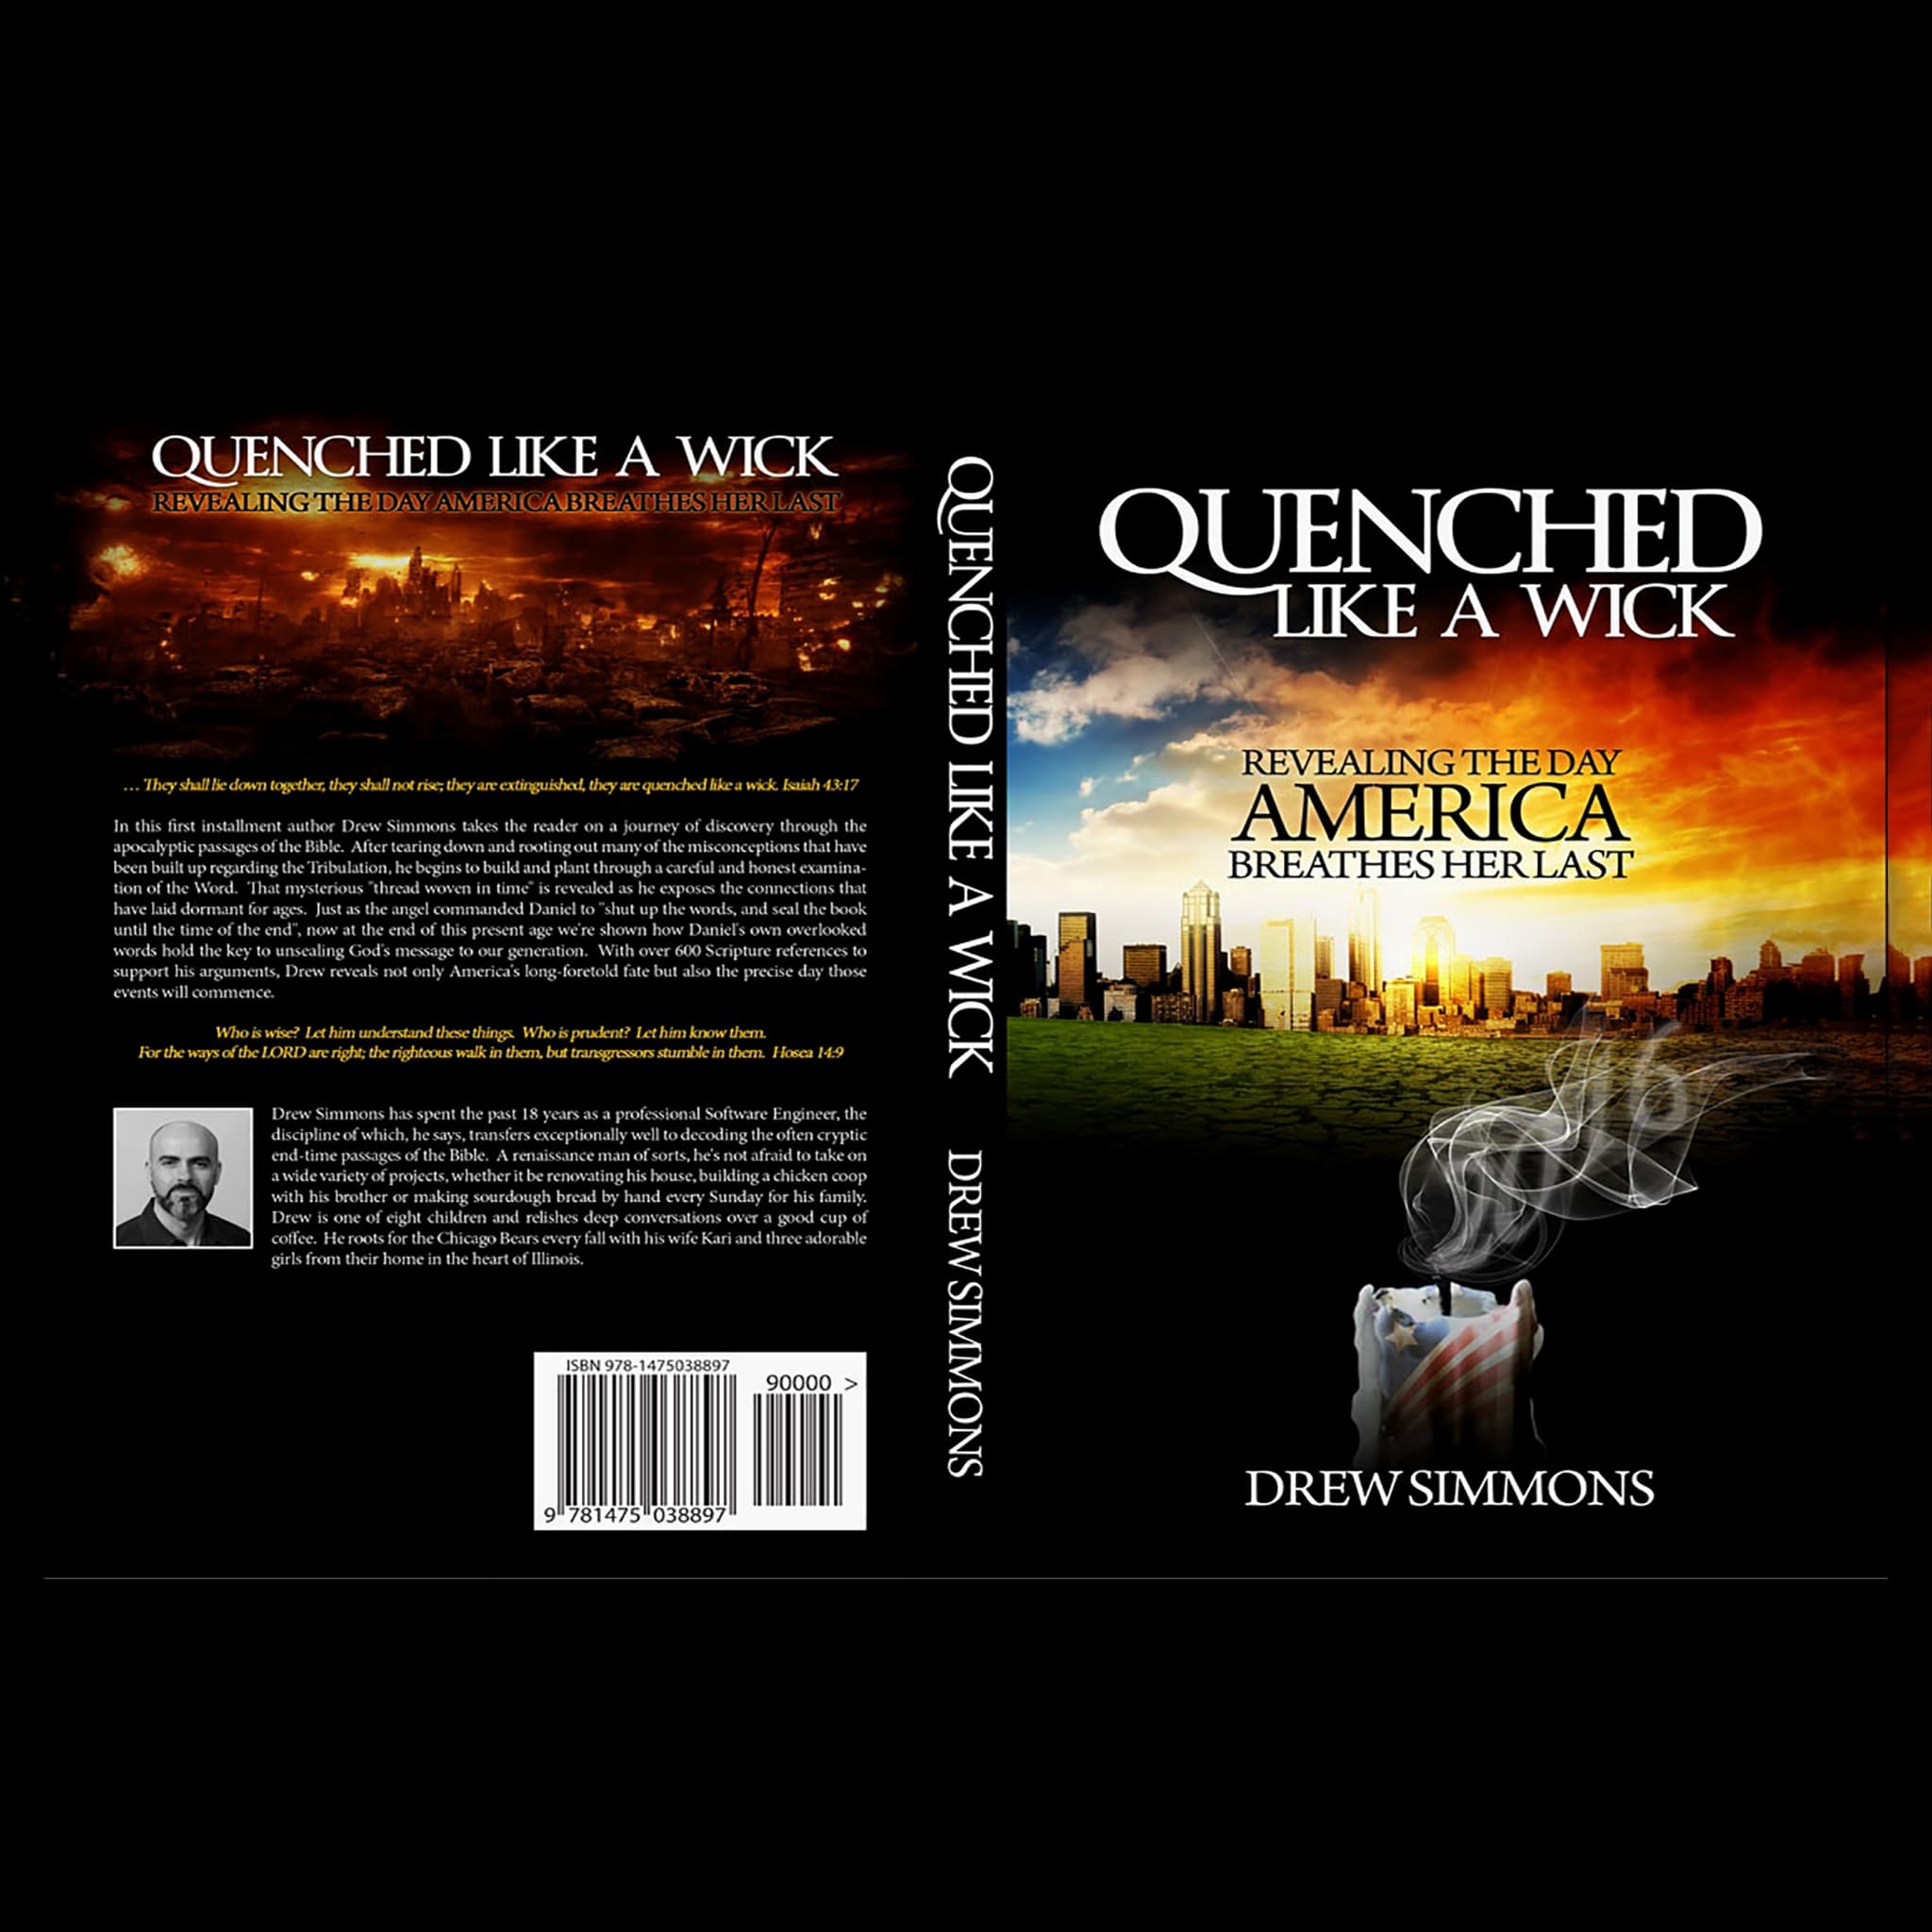 QUENCHED LIKE A WICK
REVEALING THE DAY AMERICA BREATHES HER LAST
... They shall lie down together, they shall not rise; they are extinguished, they are quenched like a wick. Isaiah 43:17
In this first installment author Drew Simmons takes the reader on a journey of discovery through the
apocalyptic passages of the Bible. After tearing down and rooting out many of the misconceptions that have
been built up regarding the Tribulation, he begins to build and plant through a careful and honest examina-
tion of the Word. That mysterious "thread woven in time" is revealed as he exposes the connections that
have laid dormant for ages. Just as the angel commanded Daniel to "shut up the words, and seal the book
until the time of the end", now at the end of this present age we're shown how Daniel's own overlooked
words hold the key to unsealing God's message to our generation. With over 600 Scripture references to
support his arguments, Drew reveals not only America's long-foretold fate but also the precise day those
events will commence.
Who is wise? Let him understand these things. Who is prudent? Let him know them.
For the ways of the LORD are right; the righteous walk in them, but transgressors stumble in them. Hosea 14:9
Drew Simmons has spent the past 18 years as a professional Software Engineer, the
discipline of which, he says, transfers exceptionally well to decoding the often cryptic
end-time passages of the Bible. A renaissance man of sorts, he's not afraid to take on
a wide variety of projects, whether it be renovating his house, building a chicken coop
with his brother or making sourdough bread by hand every Sunday for his family.
Drew is one of eight children and relishes deep conversations over a good cup of
coffee. He roots for the Chicago Bears every fall with his wife Kari and three adorable
girls from their home in the heart of Illinois.
ISBN 978-1475038897
90000 >
9 781475 038897
QUENCHED LIKE A WICK DREW SIMMONS
QUENCHED
LIKE A WICK
REVEALING THE DAY
AMERICA
BREATHES HER LAST
DREW SIMMONS